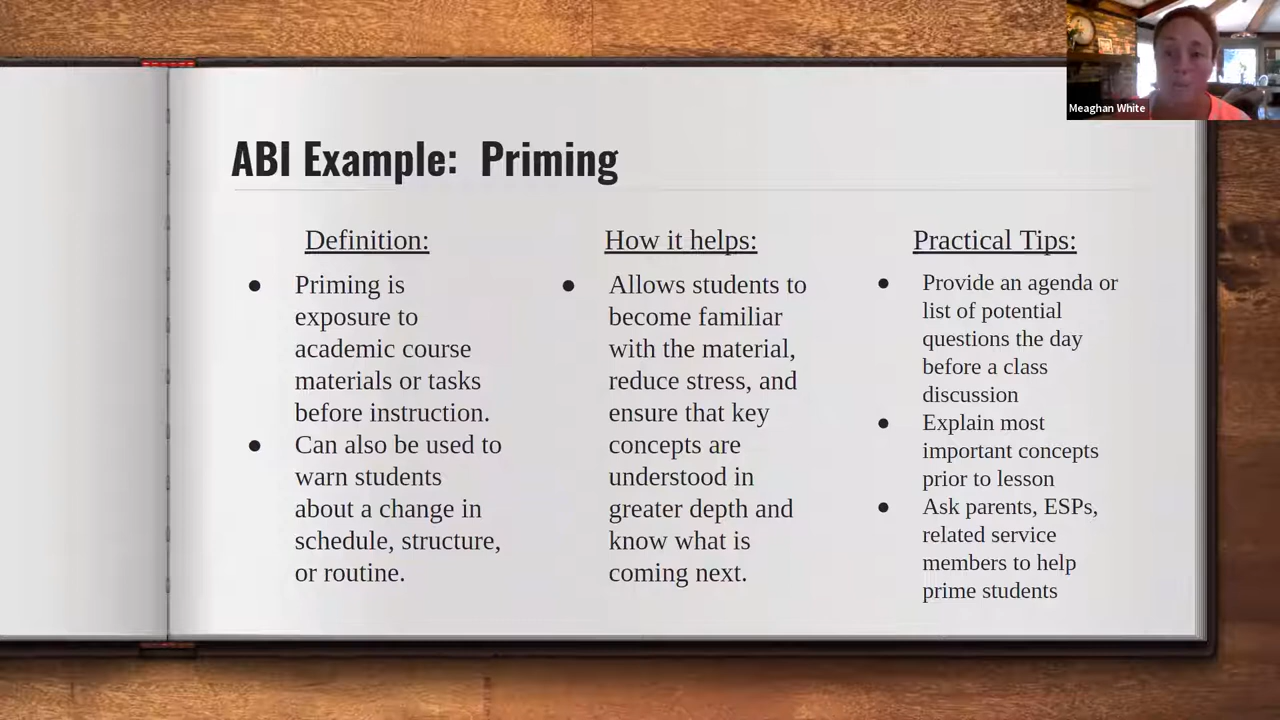 Meaghan White
ABI Example: Priming
Definition:
● Priming is
exposure to
academic course
materials or tasks
before instruction.
● Can also be used to
warn students
about a change in
schedule, structure,
or routine.
How it helps:
● Allows students to
become familiar
with the material,
reduce stress, and
ensure that key
concepts are
understood in
greater depth and
know what is
coming next.
Practical Tips:
● Provide an agenda or
list of potential
questions the day
before a class
discussion
● Explain most
important concepts
prior to lesson
● Ask parents, ESPs,
related service
members to help
prime students